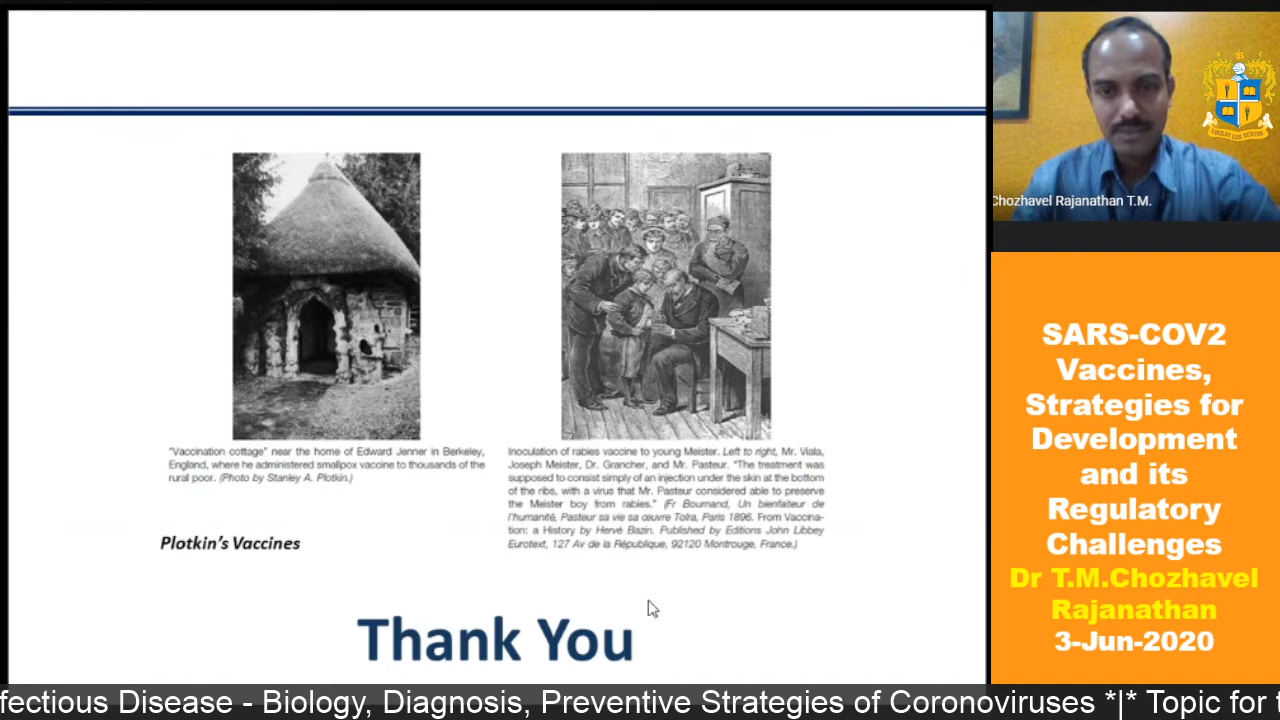 "Vaccination cottage" near the home of Edward Jenner in Berkeley,
England, where he administered smallpox vaccine to thousands of the
rural poor. (Photo by Stanley A. Plotkin.)
Plotkin's Vaccines
Inoculation of rabies vaccine to young Meister. Left to right, Mr. Viala,
Joseph Meister, Dr. Grancher, and Mr. Pasteur. "The treatment was
supposed to consist simply of an injection under the skin at the bottom
of the ribs, with a virus that Mr. Pasteur considered able to preserve
the Meister boy from rabies." (Fr Bournand, Un bienfaiteur de
l'humanité, Pasteur sa vie sa œuvre Tolra, Paris 1896. From Vaccina-
tion: a History by Hervé Bazin. Published by Editions John Libbey
Eurotext, 127 Av de la République, 92120 Montrouge, France.)
Thank You
Chozhavel Rajanathan T.M.
SARS-COV2
Vaccines,
Strategies for
Development
and its
Regulatory
Challenges
Dr T.M.Chozhavel
Rajanathan
3-Jun-2020
fectious Disease - Biology, Diagnosis, Preventive Strategies of Coronoviruses *|* Topic for t